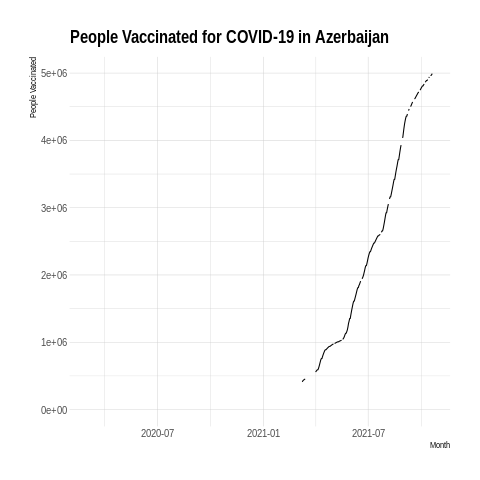 People Vaccinated for COVID-19 in Azerbaijan
People Vaccinated
5e+06
4e+06
3e+06
2e+06
1e+06
0e+00
2020-07 2021-01 2021-07
Month